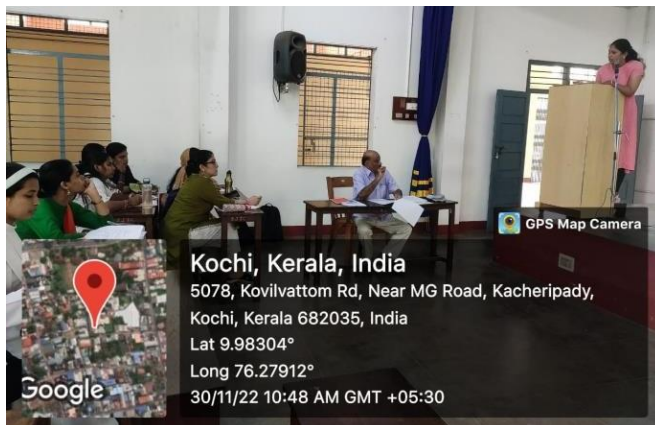 GPS Map Camera
Kochi, Kerala, India
5078, Kovilvattom Rd, Near MG Road, Kacheripady,
Kochi, Kerala 682035, India
Lat 9.98304°
Long 76.27912°
30/11/22 10:48 AM GMT +05:30
Google